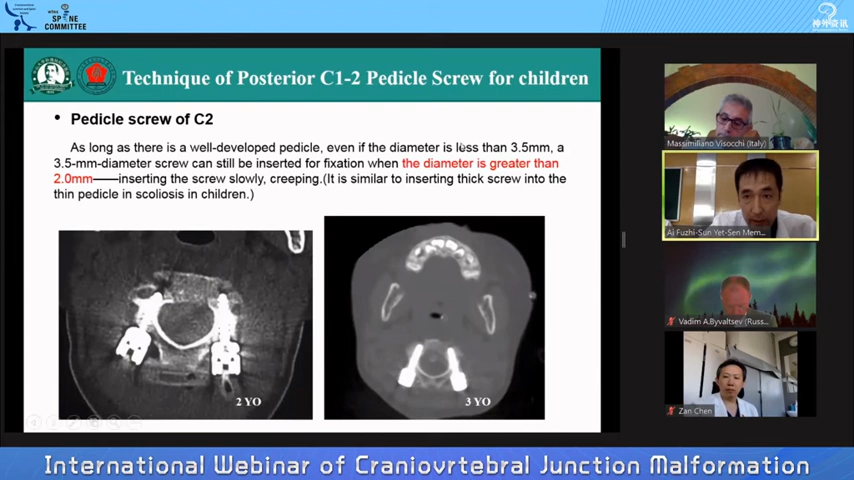 WFNS
SPINE
COMMITTEE
神外资讯
Technique of Posterior C1-2 Pedicle Screw for children
• Pedicle screw of C2
As long as there is a well-developed pedicle, even if the diameter is less than 3.5mm, a
3.5-mm-diameter screw can still be inserted for fixation when the diameter is greater than
2.0mm——inserting the screw slowly, creeping.(It is similar to inserting thick screw into the
thin pedicle in scoliosis in children.)
2 YO
3 YO
Massimiliano Visocchi (Italy)
Ai Fuzhi-Sun Yet-Sen Mem...
Vadim A.Byvaltsev (Russ...
Zan Chen
International Webinar of Craniovrtebral Junction Malformation